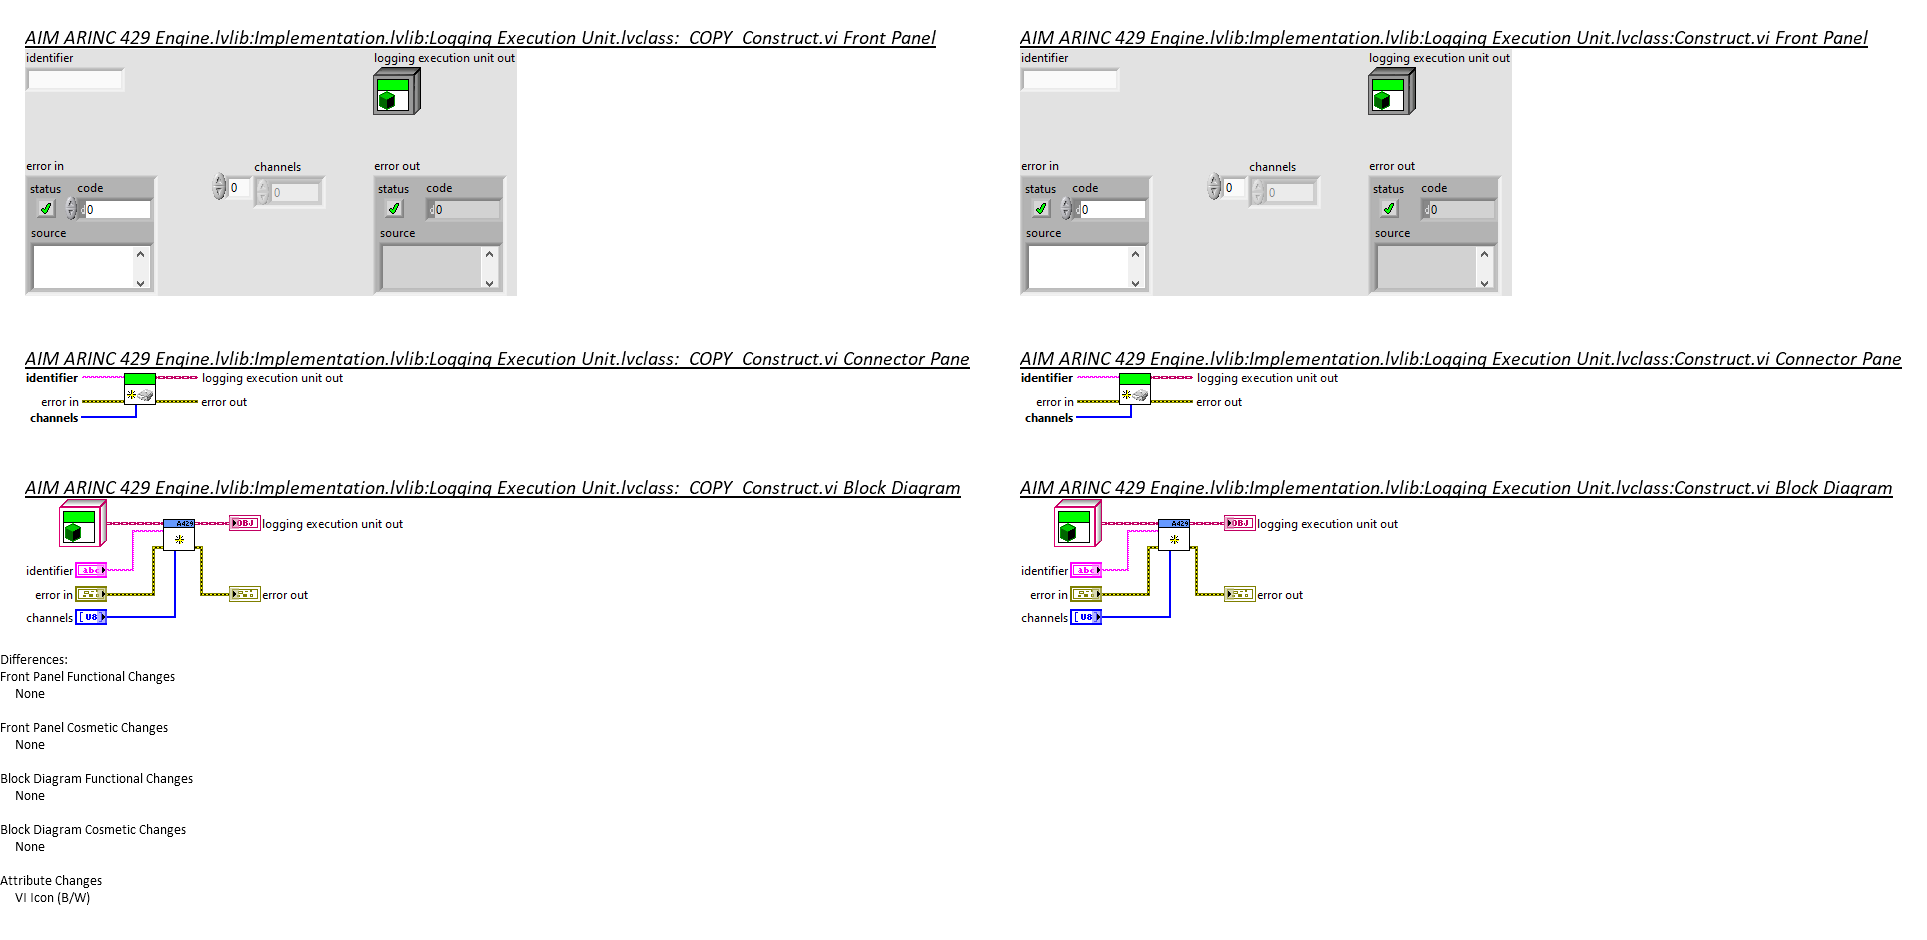 AIM ARINC 429 Engine.lvlib:Implementation.lvlib:Logging Execution Unit.lvclass:_COPY_Construct.vi Front Panel
identifier
logging execution unit out
error in
channels
error out
status code
0
0
status code
0
0
source
source
AIM ARINC 429 Engine.lvlib:Implementation.lvlib:Logging Execution Unit.lvclass:Construct.vi Front Panel
identifier
logging execution unit out
error in
channels
error out
status code
0
0
status code
0
0
source
source
AIM ARINC 429 Engine.lvlib:Implementation.lvlib:Logging Execution Unit.lvclass:_COPY_Construct.vi Connector Pane
identifier
logging execution unit out
error in
error out
channels
AIM ARINC 429 Engine.lvlib:Implementation.lvlib:Logging Execution Unit.lvclass:Construct.vi Connector Pane
identifier
logging execution unit out
error in
error out
channels
AIM ARINC 429 Engine.lvlib:Implementation.lvlib:Logging Execution Unit.lvclass:_COPY_Construct.vi Block Diagram
A429
OBJ logging execution unit out
identifier abc
error in
error out
channels [U8]
AIM ARINC 429 Engine.lvlib:Implementation.lvlib:Logging Execution Unit.lvclass:Construct.vi Block Diagram
A429
OBJ logging execution unit out
identifier abc
error in
error out
channels [U8]
Differences:
Front Panel Functional Changes
None
Front Panel Cosmetic Changes
None
Block Diagram Functional Changes
None
Block Diagram Cosmetic Changes
None
Attribute Changes
VI Icon (B/W)